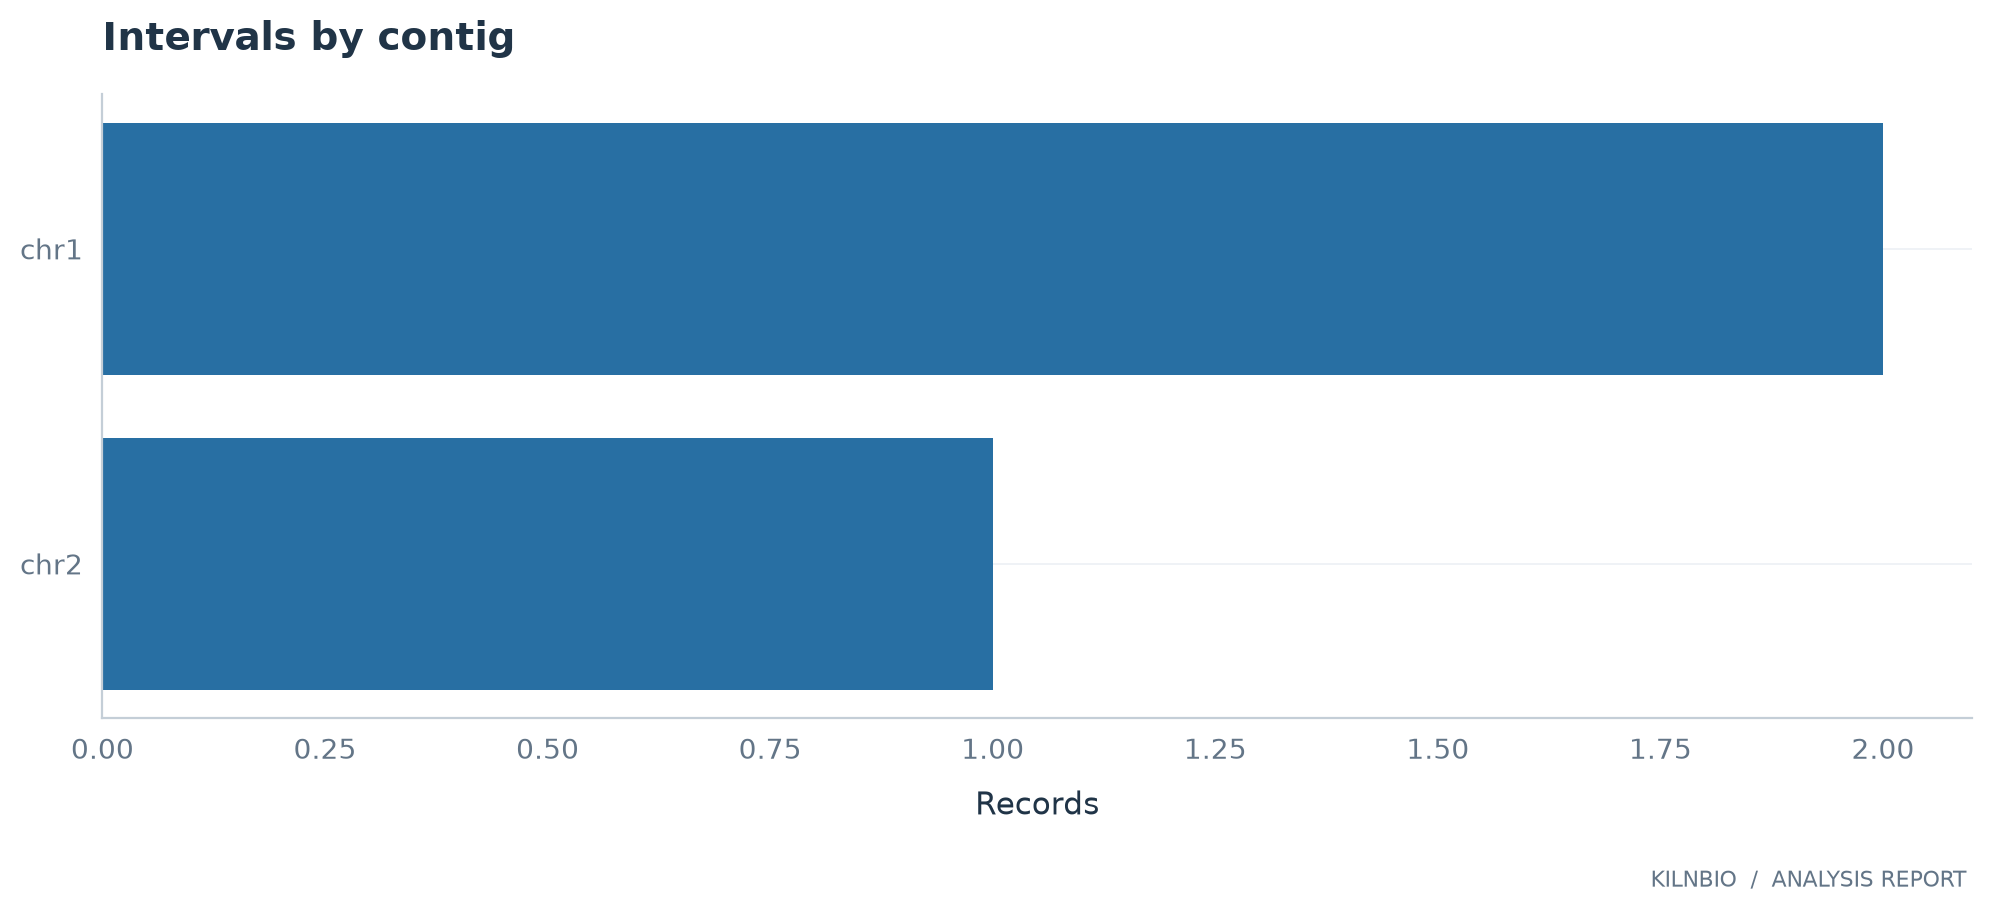 Intervals by contig
chr1
chr2
0.00 0.25 0.50 0.75 1.00 1.25 1.50 1.75 2.00
Records
KILNBIO / ANALYSIS REPORT